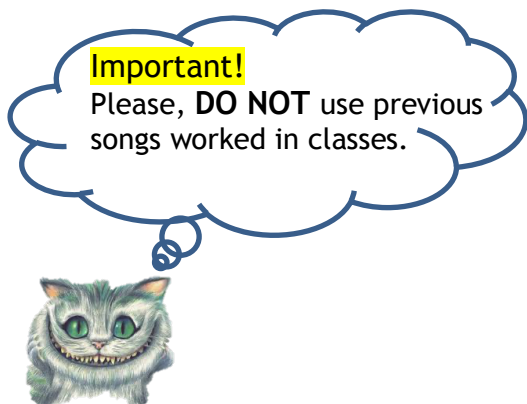 Important!
Please, DO NOT use previous
songs worked in classes.